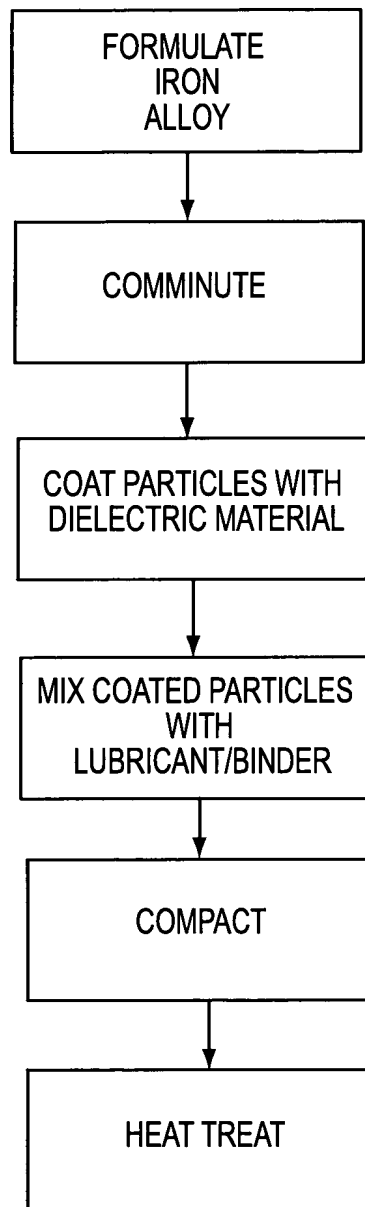 FORMULATE
IRON
ALLOY
COMMINUTE
COAT PARTICLES WITH
DIELECTRIC MATERIAL
MIX COATED PARTICLES
WITH
LUBRICANT/BINDER
COMPACT
HEAT TREAT